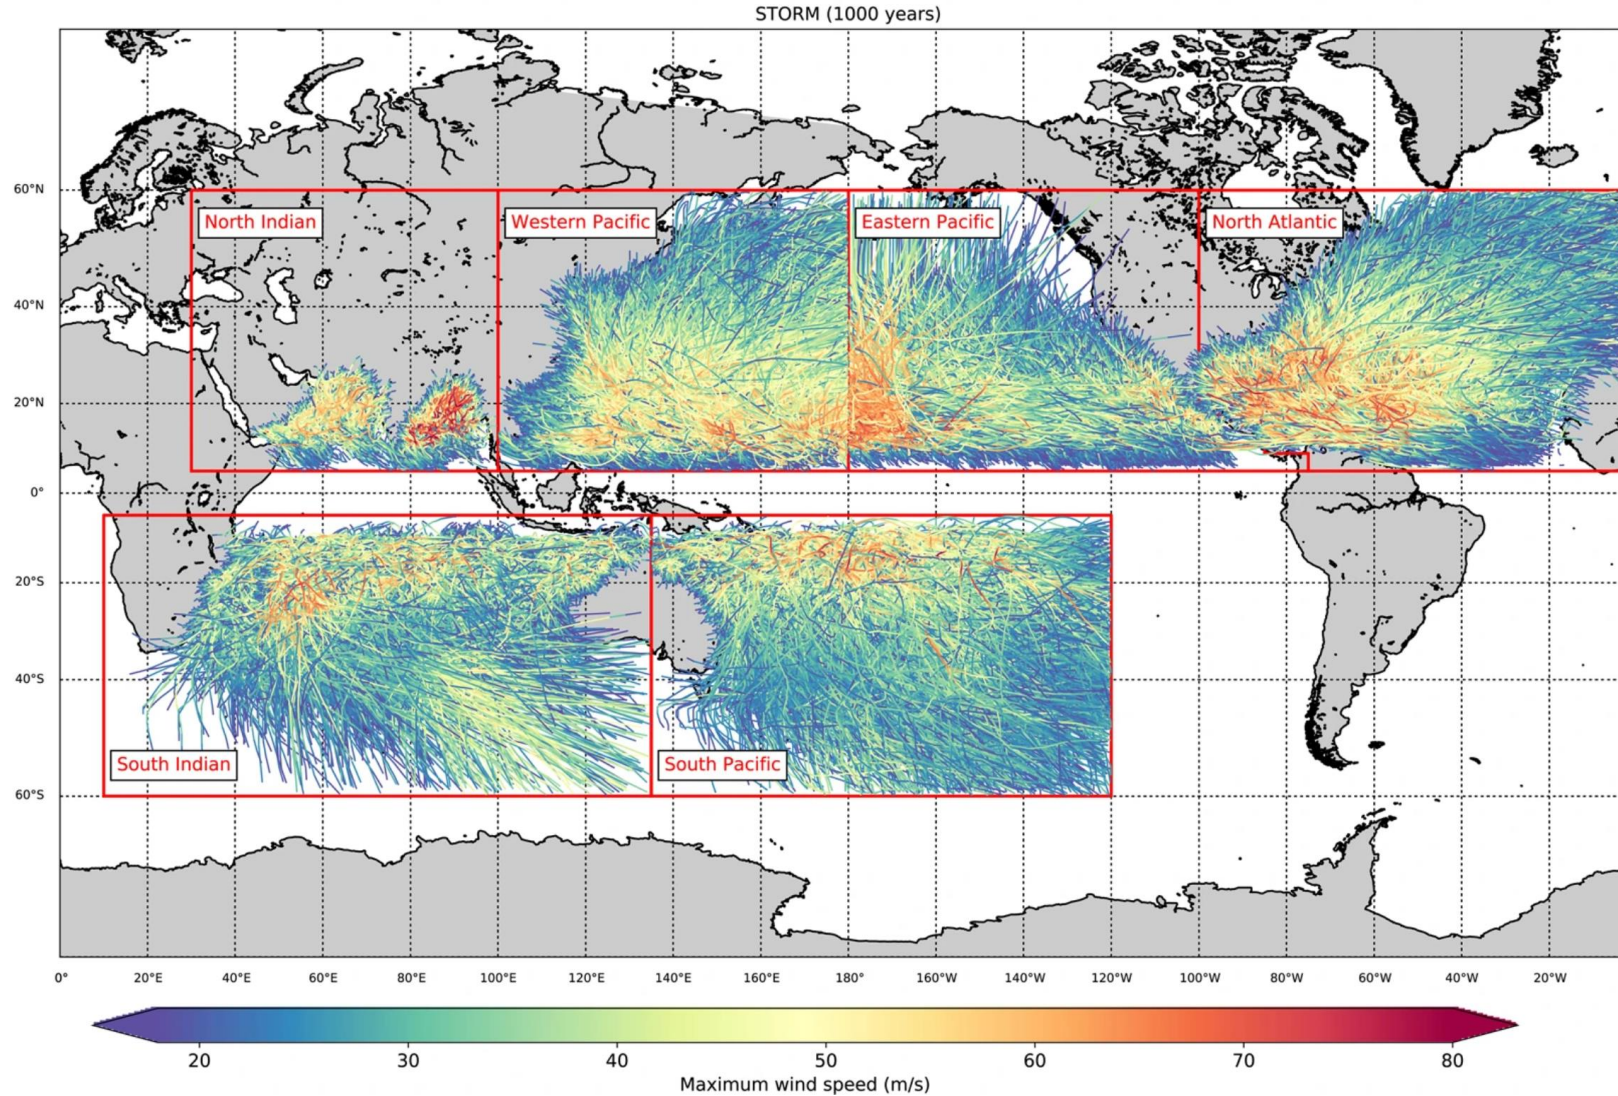 STORM (1000 years)
60°N
North Indian
Western Pacific
Eastern Pacific
North Atlantic
40°N
20°N
0°
20°S
40°S
South Indian
South Pacific
60°S
0° 20°E 40°E 60°E 80°E 100°E 120°E 140°E 160°E 180° 160°W 140°W 120°W 100°W 80°W 60°W 40°W 20°W
20 30 40 50 60 70 80
Maximum wind speed (m/s)